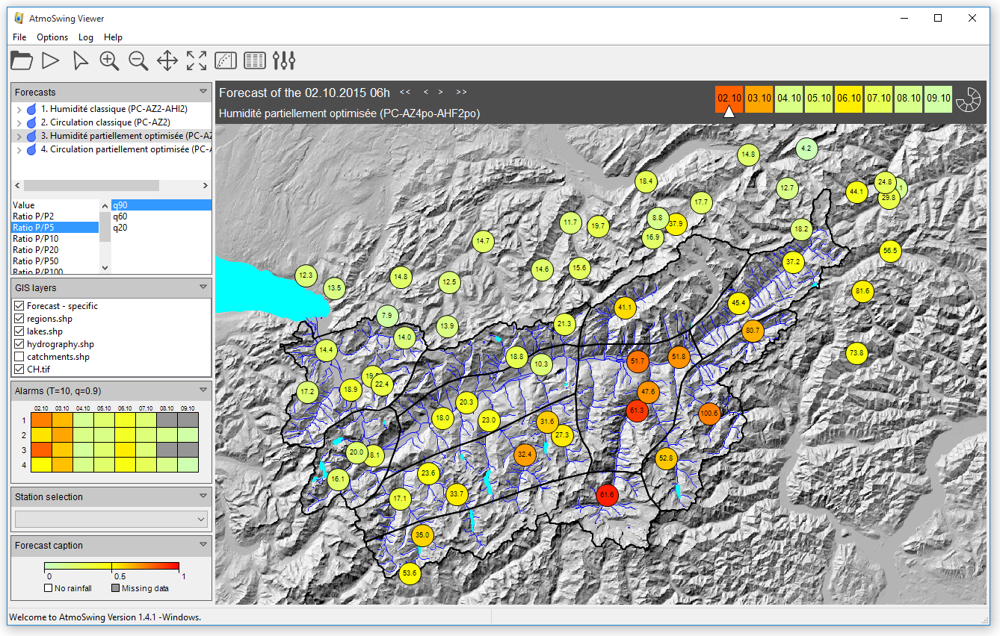 AtmoSwing Viewer
File Options Log Help
Forecasts
1. Humidité classique (PC-AZ2-AHI2)
2. Circulation classique (PC-AZ2)
3. Humidité partiellement optimisée (PC-AZ
4. Circulation partiellement optimisée (PC-
Value
Ratio P/P2
Ratio P/P5
Ratio P/P10
Ratio P/P20
Ratio P/P50
Ratio P/P100
q90
q60
q20
GIS layers
Forecast - specific
regions.shp
lakes.shp
hydrography.shp
catchments.shp
CH.tif
Alarms (T=10, q=0.9)
02.10 03.10 04.10 05.10 06.10 07.10 08.10 09.10
1
2
3
4
Station selection
Forecast caption
0 0.5 1
No rainfall Missing data
Forecast of the 02.10.2015 06h << < > >>
Humidité partiellement optimisée (PC-AZ4po-AHF2po)
02.10 03.10 04.10 05.10 06.10 07.10 08.10 09.10
4.2
14.8
18.4
12.7
24.8
44.1
29.8
17.7
8.8
37.9
11.7
19.7
18.2
16.9
14.7
56.5
37.2
14.6
15.6
12.3
14.8
12.5
13.5
81.6
45.4
41.1
7.9
21.3
13.9
80.7
14.0
14.4
73.8
18.8
51.8
51.7
10.3
22.4
18.9
17.2
47.6
20.3
61.3
100.6
18.0
23.0
31.6
27.3
20.0
8.1
32.4
52.8
23.6
16.1
33.7
61.6
17.1
35.0
53.6
Welcome to AtmoSwing Version 1.4.1 -Windows.